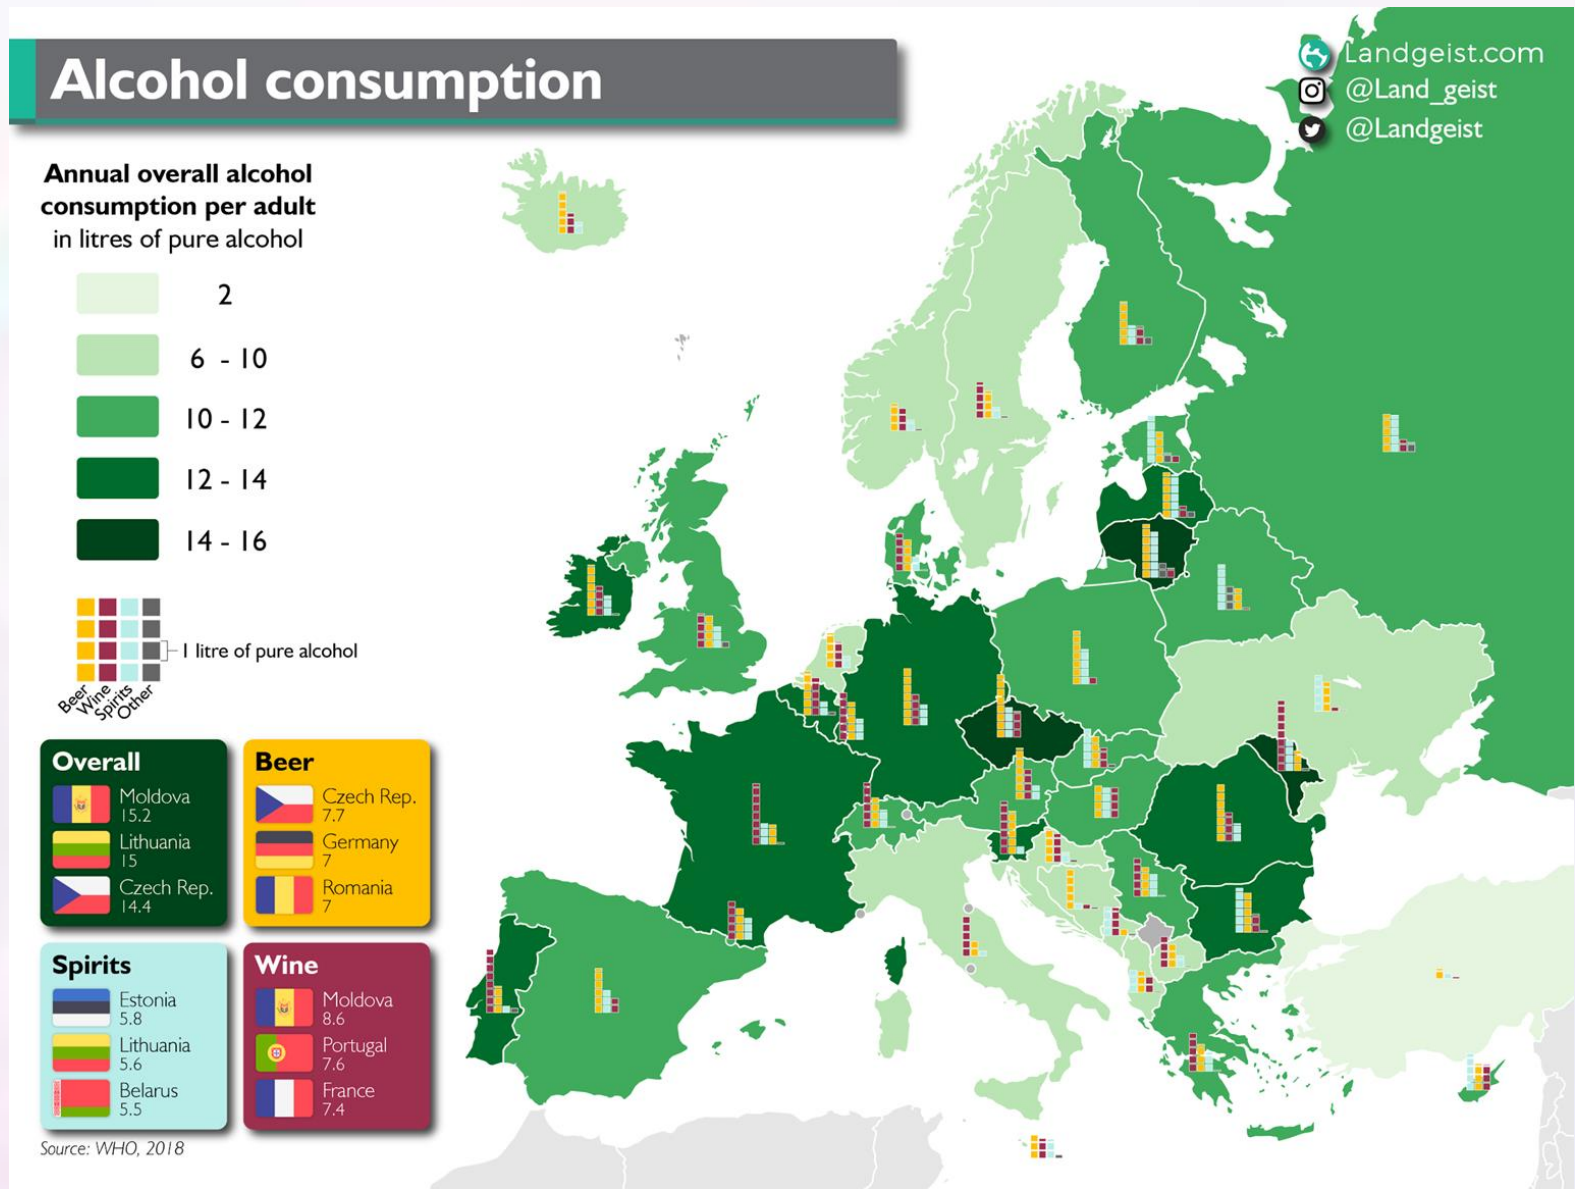 Alcohol consumption
Landgeist.com
@Land_geist
@Landgeist
Annual overall alcohol
consumption per adult
in litres of pure alcohol
2
6 - 10
10 - 12
12 - 14
14 - 16
1 litre of pure alcohol
Beer
Wine
Spirits
Other
Overall
Moldova
15.2
Lithuania
15
Czech Rep.
14.4
Beer
Czech Rep.
7.7
Germany
7
Romania
7
Spirits
Estonia
5.8
Lithuania
5.6
Belarus
5.5
Wine
Moldova
8.6
Portugal
7.6
France
7.4
Source: WHO, 2018